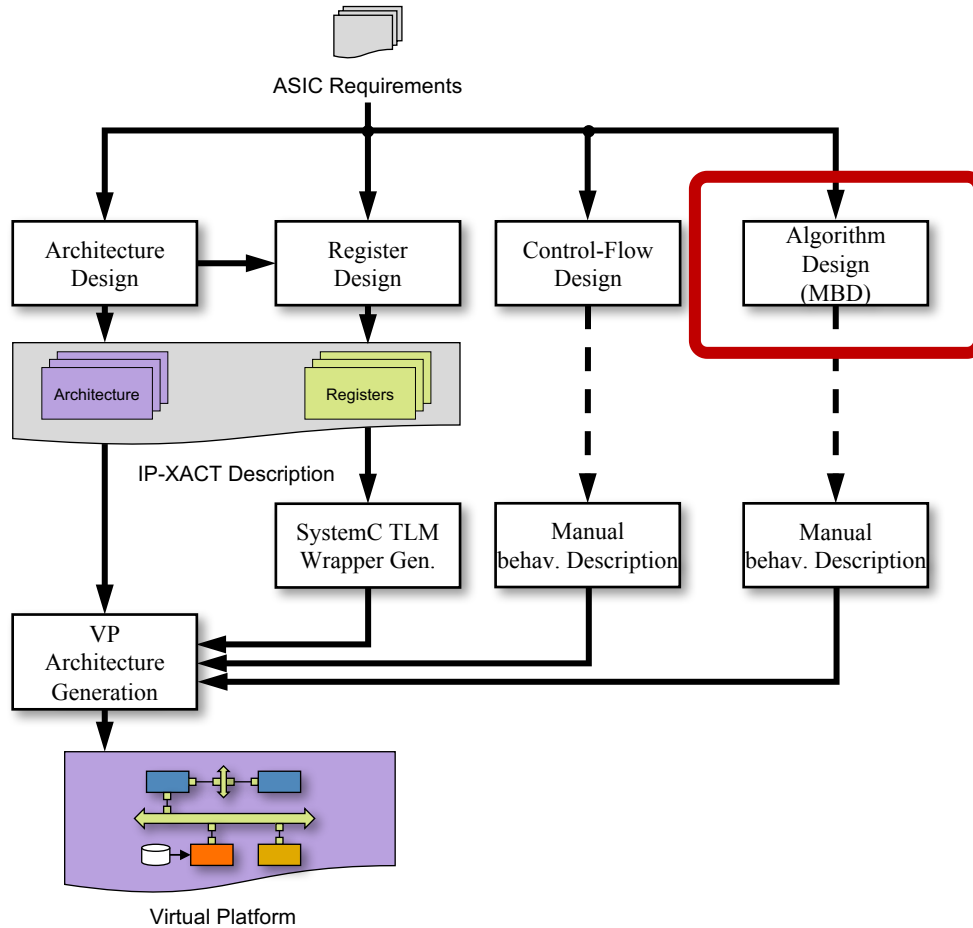 ASIC Requirements
Architecture
Design
Register
Design
Control-Flow
Design
Algorithm
Design
(MBD)
Architecture
Registers
IP-XACT Description
SystemC TLM
Wrapper Gen.
Manual
behav. Description
Manual
behav. Description
VP
Architecture
Generation
Virtual Platform